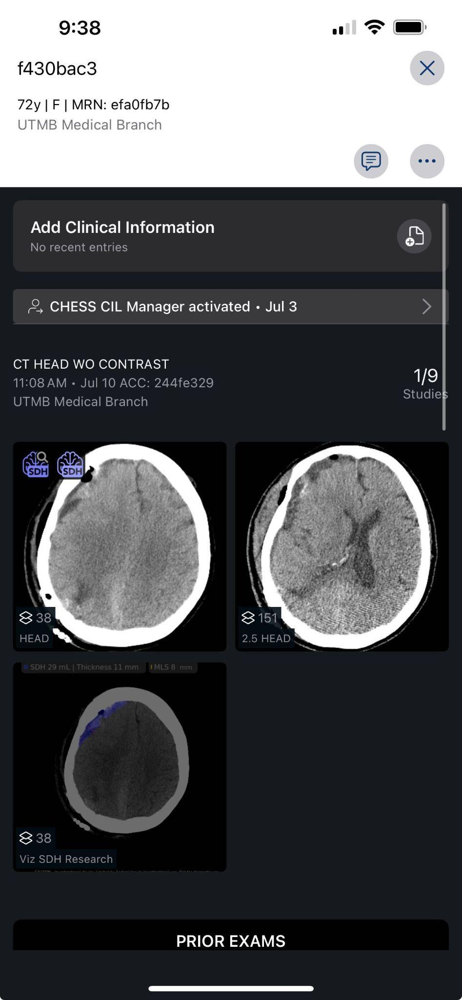 9:38
f430bac3
72y | F | MRN: efa0fb7b
UTMB Medical Branch
Add Clinical Information
No recent entries
CHESS CIL Manager activated • Jul 3
CT HEAD WO CONTRAST
11:08 AM • Jul 10 ACC: 244fe329
UTMB Medical Branch
1/9
Studies
SDH
SDH
38
HEAD
151
2.5 HEAD
SDH 29 mL | Thickness 11 mm
MLS 8 mm
38
Viz SDH Research
PRIOR EXAMS